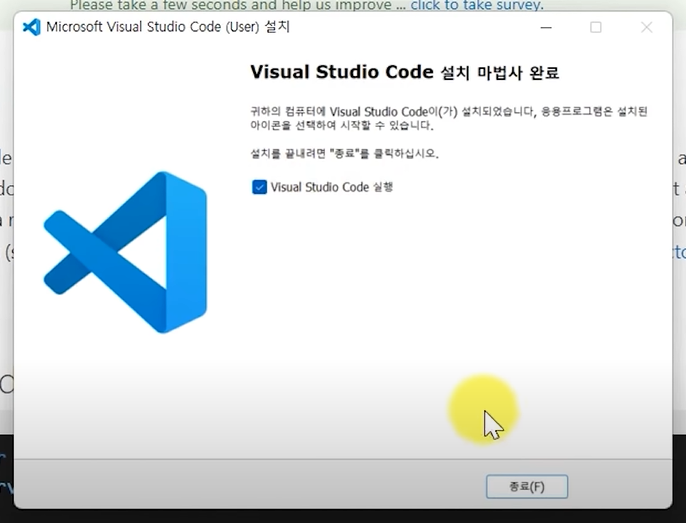 Please take a few seconds and help us improve ... click to take survey.
Microsoft Visual Studio Code (User) 설치
Visual Studio Code 설치 마법사 완료
귀하의 컴퓨터에 Visual Studio Code이(가) 설치되었습니다, 응용프로그램은 설치된
아이콘을 선택하여 시작할 수 있습니다.
설치를 끝내려면 "종료"를 클릭하십시오.
Visual Studio Code 실행
종료(F)